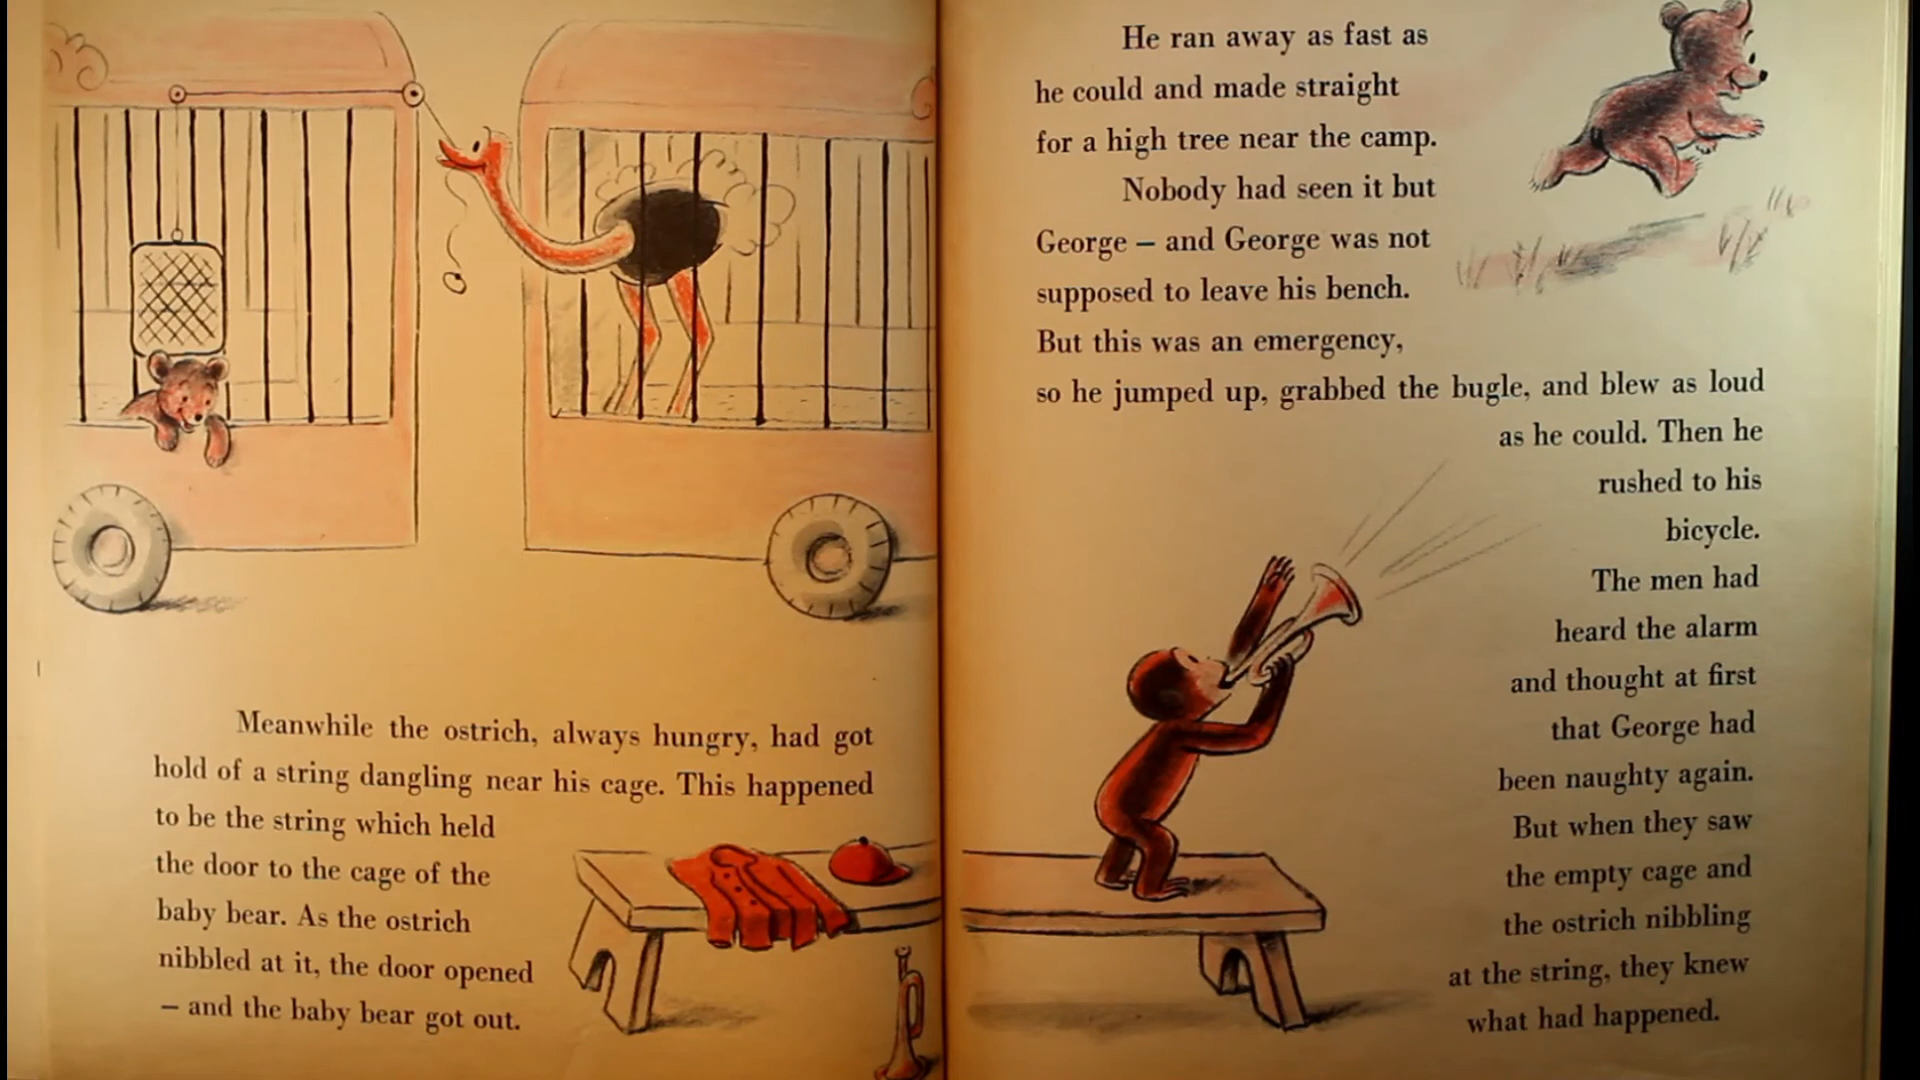 Meanwhile the ostrich, always hungry, had got
hold of a string dangling near his cage. This happened
to be the string which held
the door to the cage of the
baby bear. As the ostrich
nibbled at it, the door opened
– and the baby bear got out.
He ran away as fast as
he could and made straight
for a high tree near the camp.
Nobody had seen it but
George – and George was not
supposed to leave his bench.
But this was an emergency,
so he jumped up, grabbed the bugle, and blew as loud
as he could. Then he
rushed to his
bicycle.
The men had
heard the alarm
and thought at first
that George had
been naughty again.
But when they saw
the empty cage and
the ostrich nibbling
at the string, they knew
what had happened.